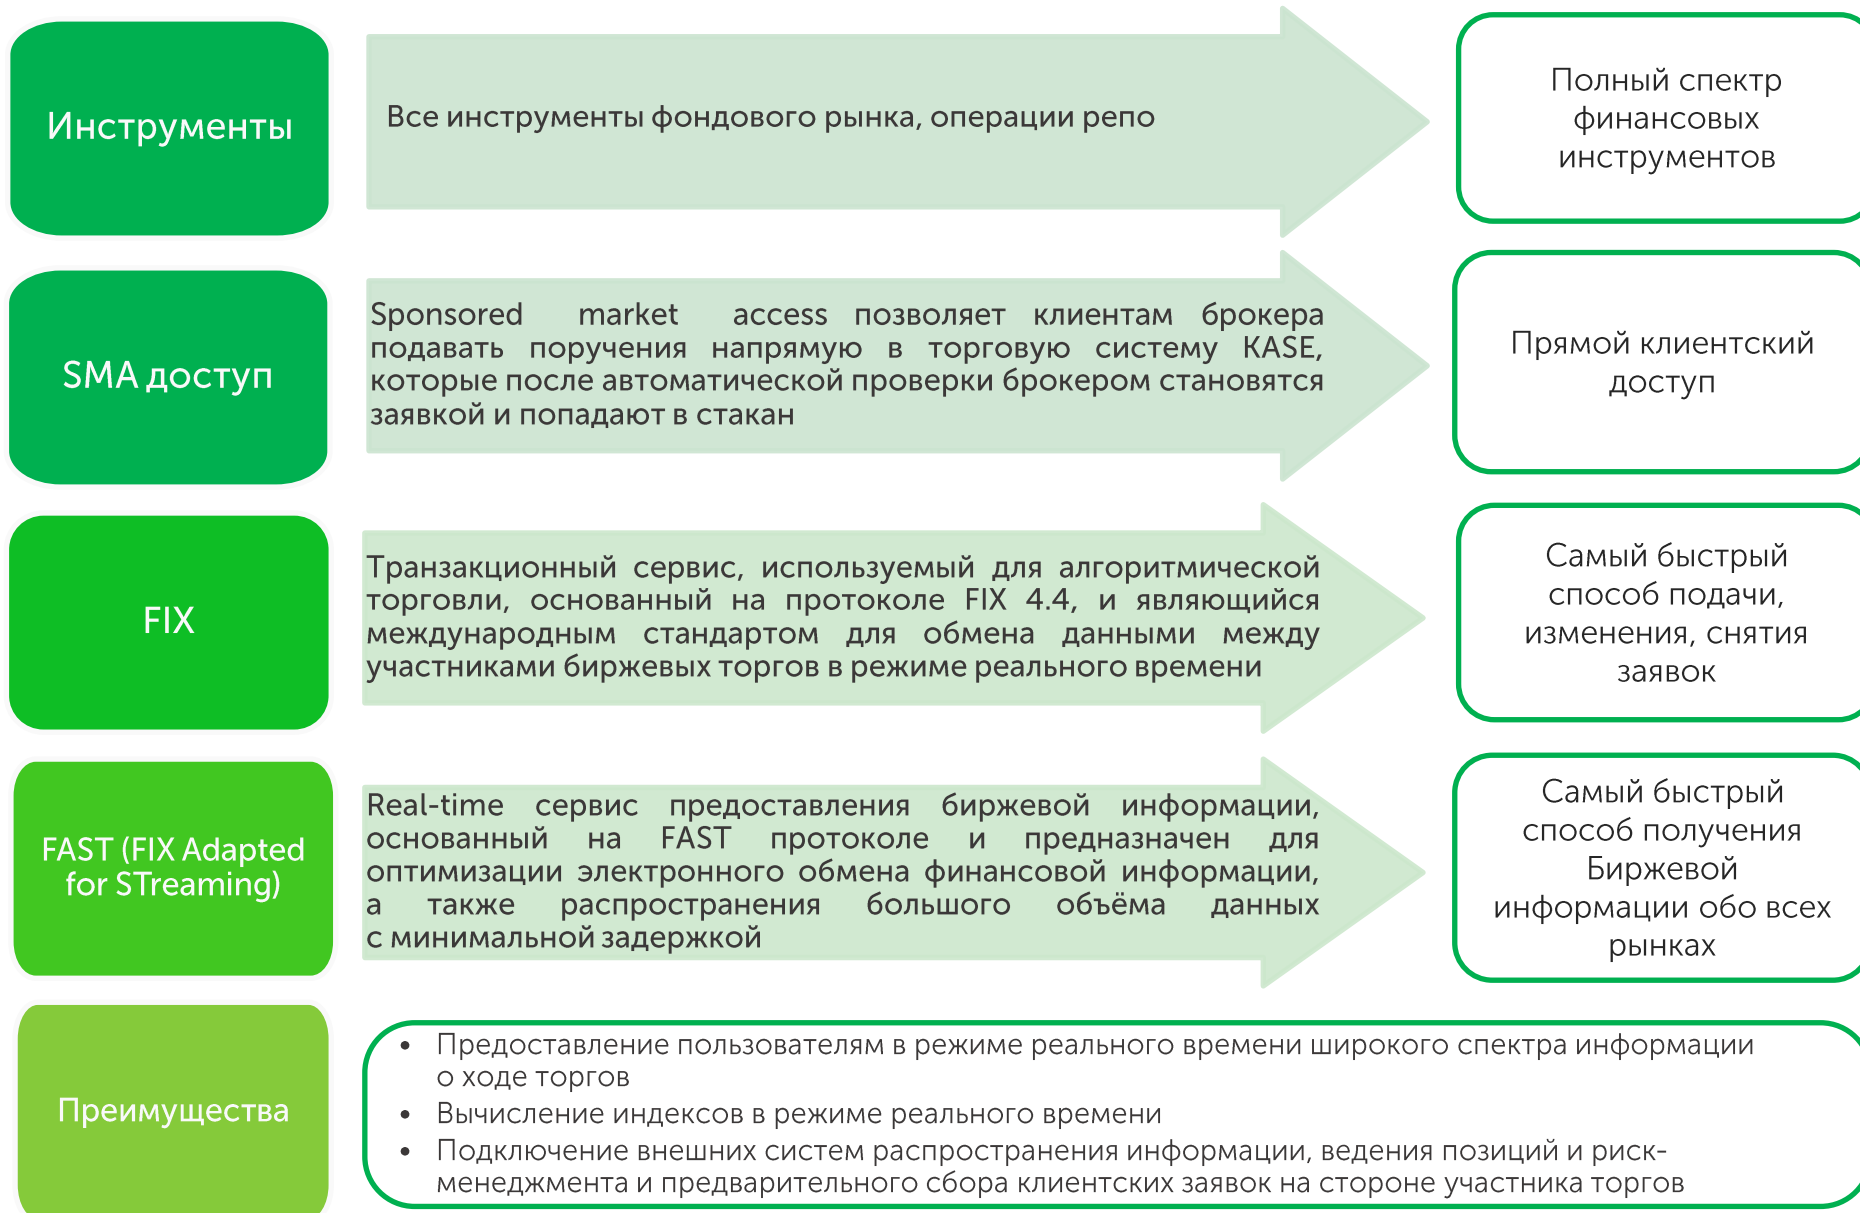 Инструменты
Все инструменты фондового рынка, операции репо
Полный спектр
финансовых
инструментов
SMA доступ
Sponsored market access позволяет клиентам брокера
подавать поручения напрямую в торговую систему KASE,
которые после автоматической проверки брокером становятся
заявкой и попадают в стакан
Прямой клиентский
доступ
FIX
Транзакционный сервис, используемый для алгоритмической
торговли, основанный на протоколе FIX 4.4, и являющийся
международным стандартом для обмена данными между
участниками биржевых торгов в режиме реального времени
Самый быстрый
способ подачи,
изменения, снятия
заявок
FAST (FIX Adapted
for STreaming)
Real-time сервис предоставления биржевой информации,
основанный на FAST протоколе и предназначен для
оптимизации электронного обмена финансовой информации,
а также распространения большого объёма данных
с минимальной задержкой
Самый быстрый
способ получения
Биржевой
информации обо всех
рынках
Преимущества
• Предоставление пользователям в режиме реального времени широкого спектра информации
о ходе торгов
• Вычисление индексов в режиме реального времени
• Подключение внешних систем распространения информации, ведения позиций и риск-
менеджмента и предварительного сбора клиентских заявок на стороне участника торгов